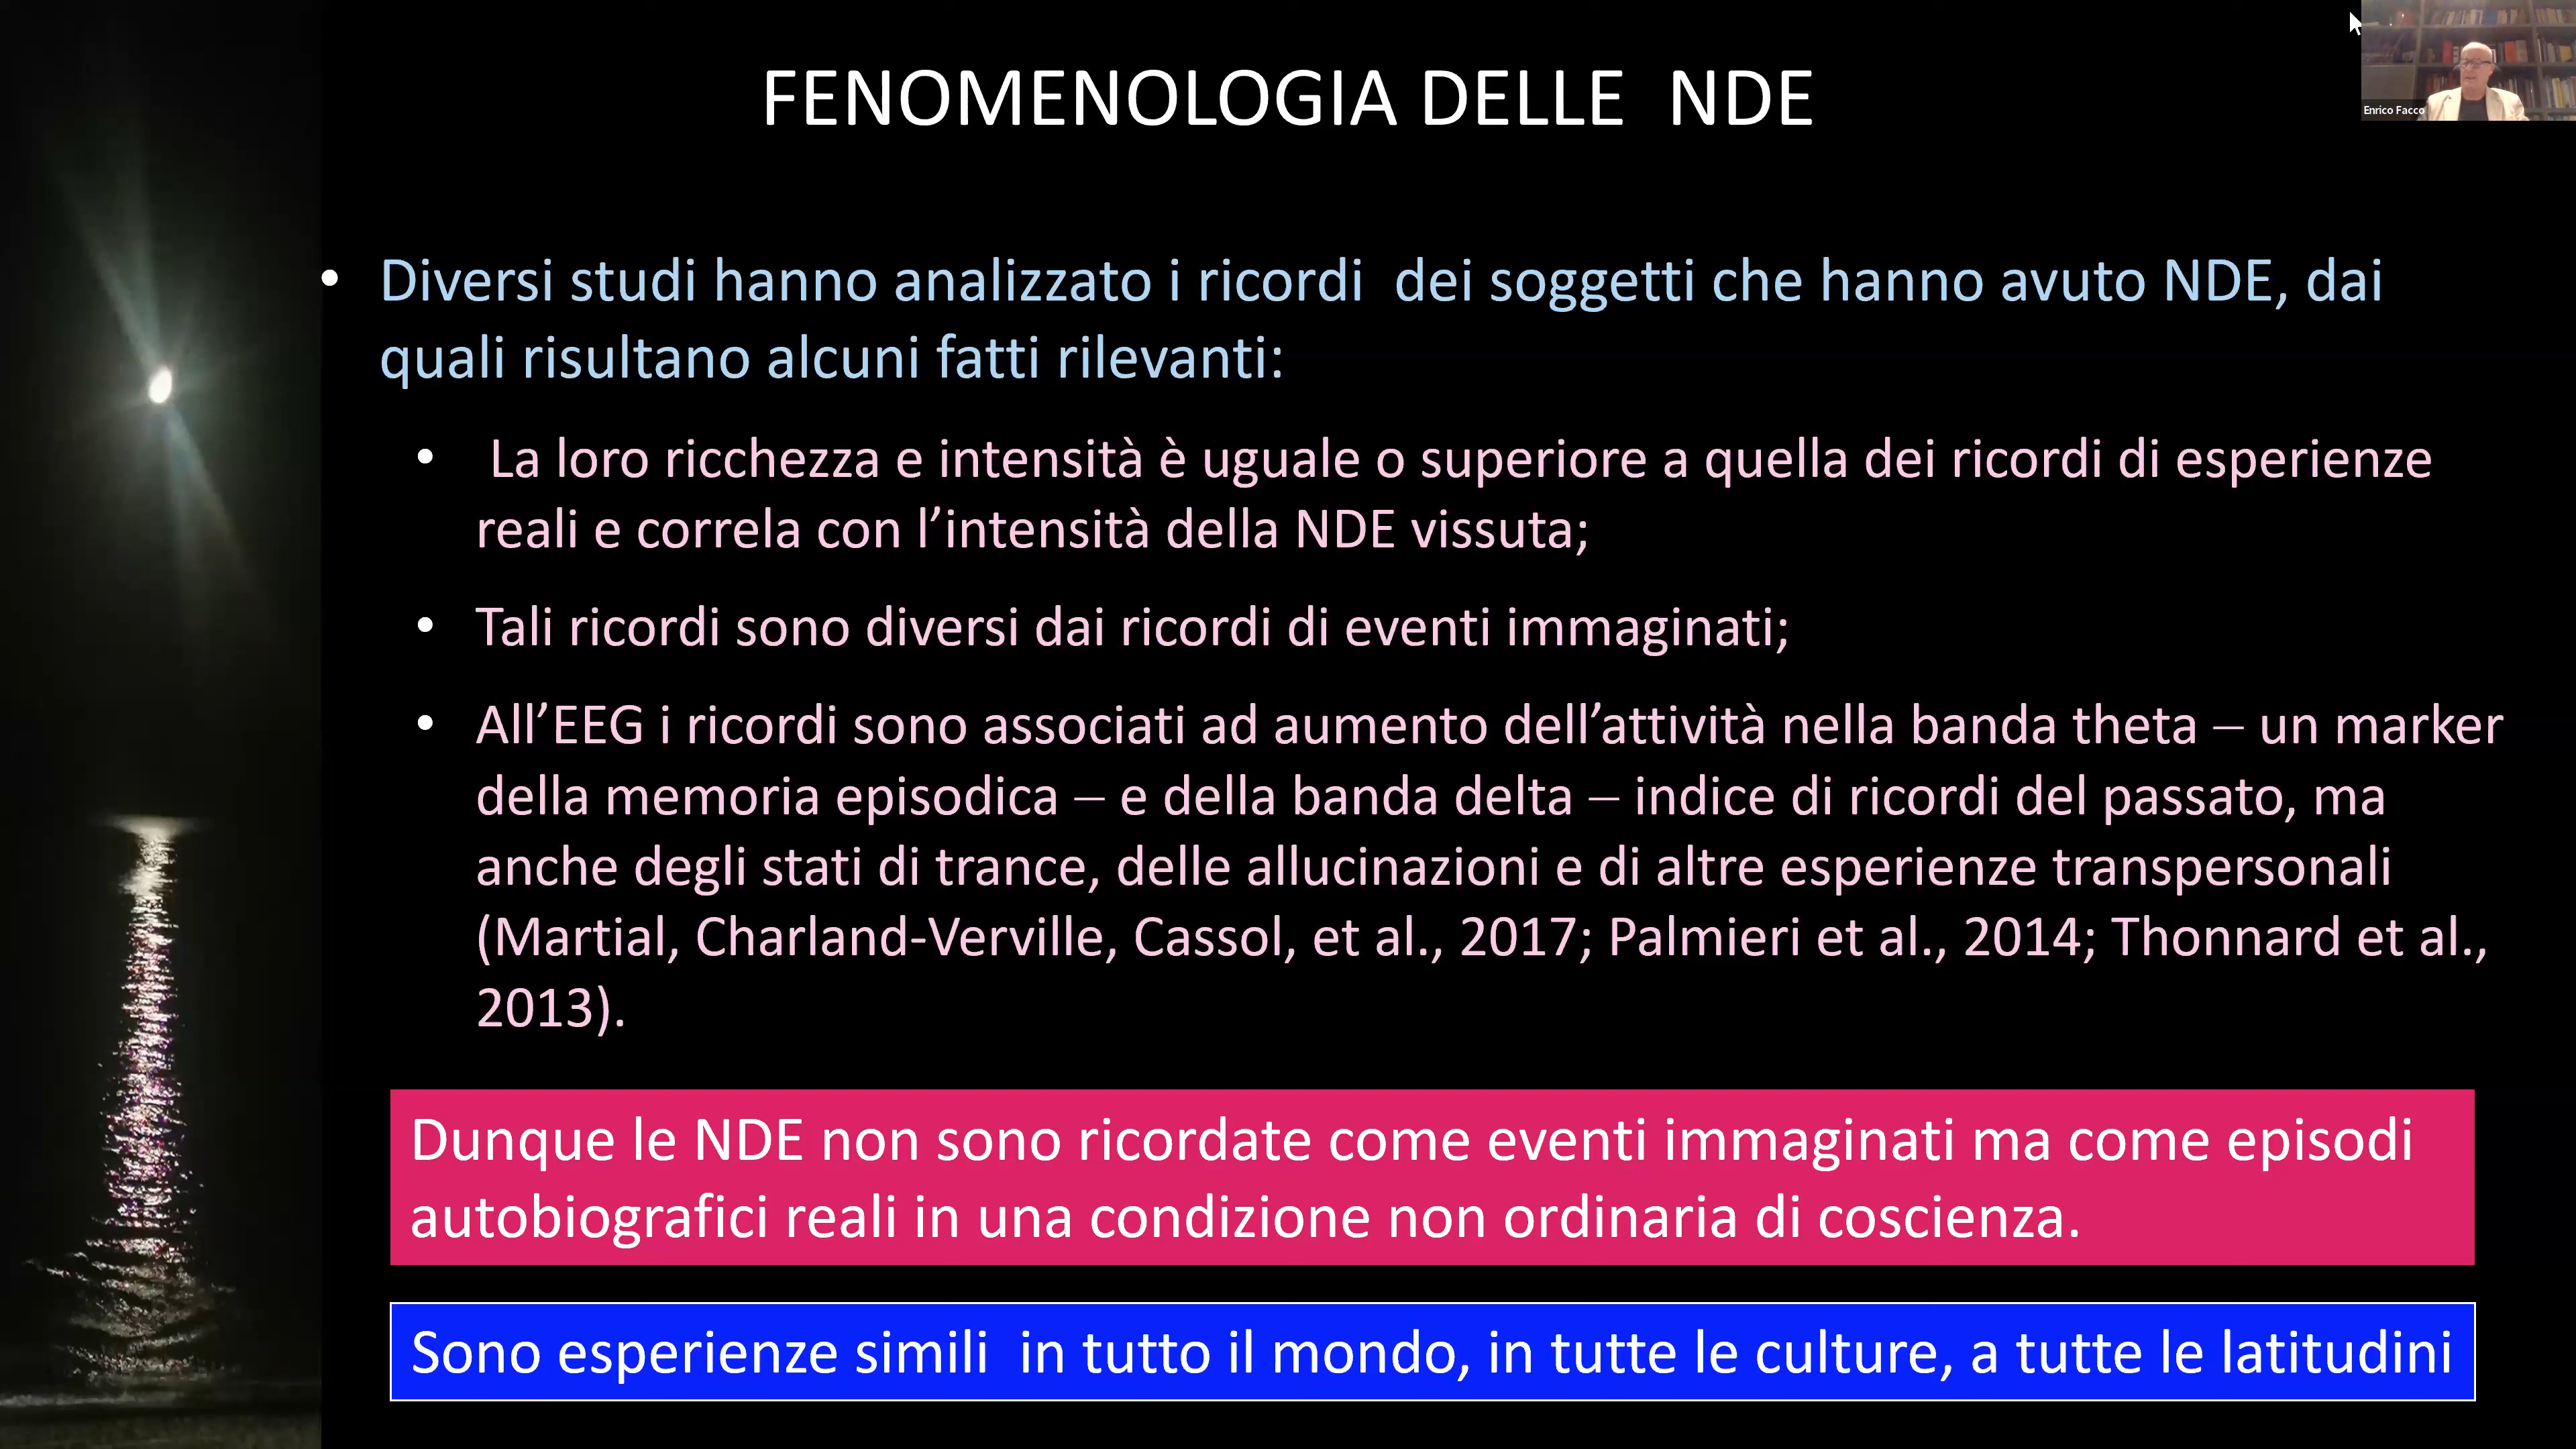 FENOMENOLOGIA DELLE  NDE
Enrico Facco
• Diversi studi hanno analizzato i ricordi  dei soggetti che hanno avuto NDE, dai
quali risultano alcuni fatti rilevanti:
•  La loro ricchezza e intensità è uguale o superiore a quella dei ricordi di esperienze
reali e correla con l’intensità della NDE vissuta;
• Tali ricordi sono diversi dai ricordi di eventi immaginati;
• All’EEG i ricordi sono associati ad aumento dell’attività nella banda theta – un marker
della memoria episodica – e della banda delta – indice di ricordi del passato, ma
anche degli stati di trance, delle allucinazioni e di altre esperienze transpersonali
(Martial, Charland-Verville, Cassol, et al., 2017; Palmieri et al., 2014; Thonnard et al.,
2013).
Dunque le NDE non sono ricordate come eventi immaginati ma come episodi
autobiografici reali in una condizione non ordinaria di coscienza.
Sono esperienze simili  in tutto il mondo, in tutte le culture, a tutte le latitudini